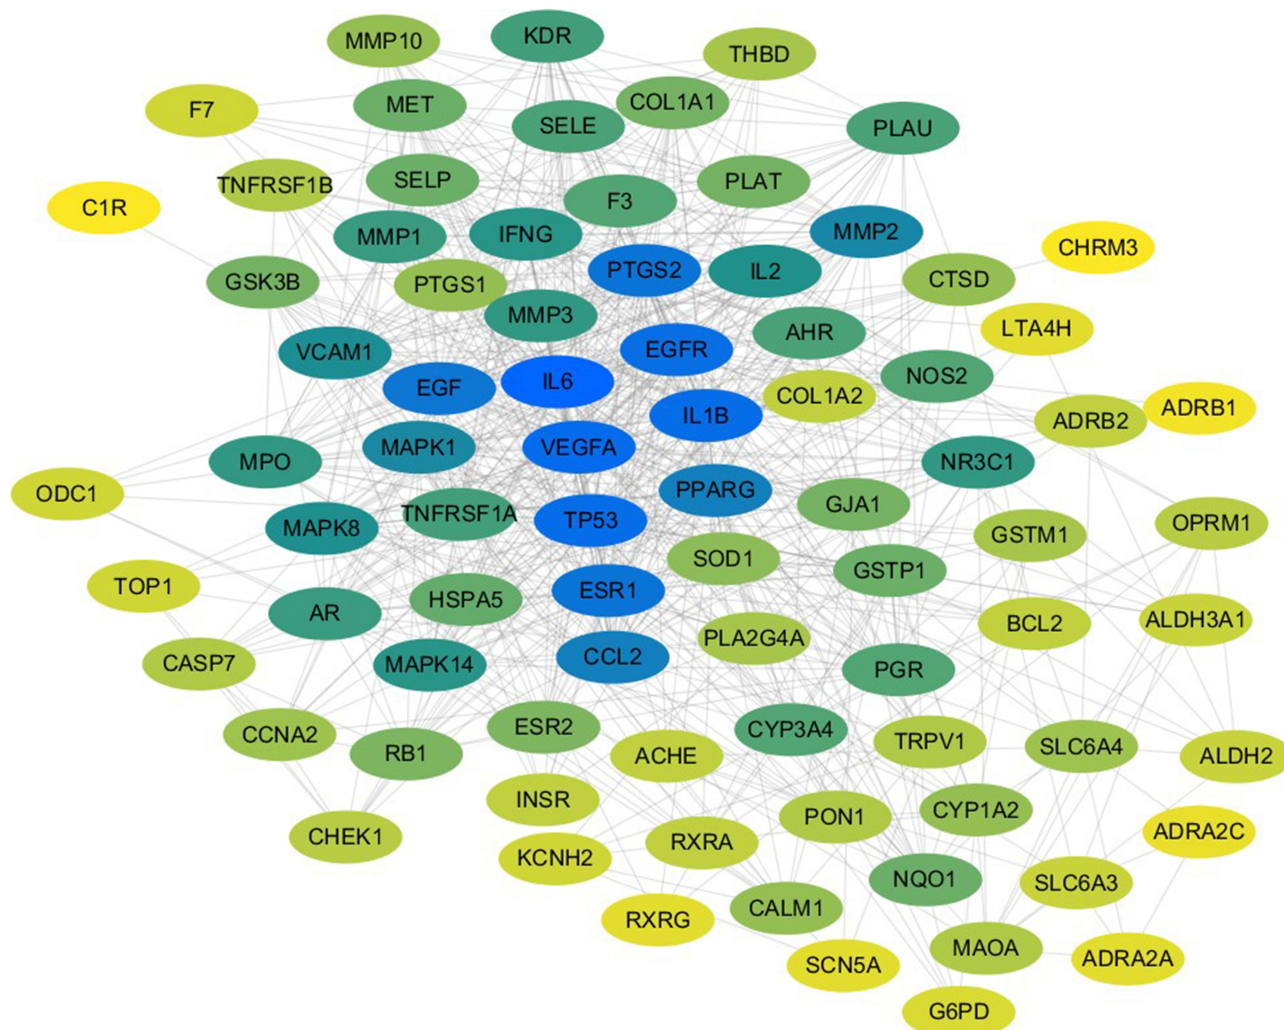 KDR
MMP10
THBD
COL1A1
MET
F7
SELE
PLAU
TNFRSF1B
SELP
PLAT
F3
C1R
MMP1
IFNG
MMP2
CHRM3
PTGS2
IL2
CTSD
GSK3B
PTGS1
MMP3
AHR
LTA4H
VCAM1
EGFR
NOS2
EGF
IL6
COL1A2
ADRB1
IL1B
ADRB2
MAPK1
VEGFA
MPO
NR3C1
PPARG
ODC1
GJA1
TNFRSF1A
TP53
OPRM1
MAPK8
GSTM1
SOD1
GSTP1
TOP1
ESR1
HSPA5
AR
ALDH3A1
BCL2
PLA2G4A
CCL2
CASP7
MAPK14
PGR
ESR2
CYP3A4
CCNA2
TRPV1
SLC6A4
RB1
ACHE
ALDH2
INSR
CYP1A2
PON1
CHEK1
ADRA2C
RXRA
KCNH2
NQO1
SLC6A3
CALM1
RXRG
MAOA
ADRA2A
SCN5A
G6PD